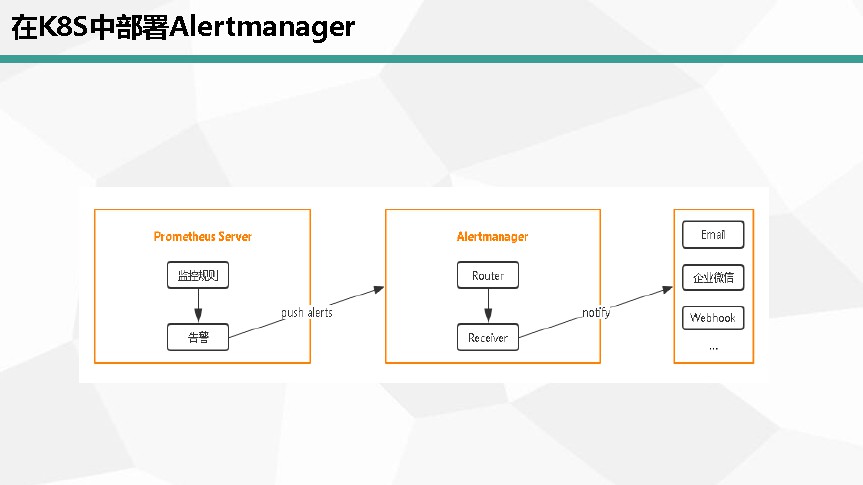 在K8S中部署Alertmanager
Prometheus Server
监控规则
告警
push alerts
Alertmanager
Router
Receiver
notify
Email
企业微信
Webhook
...